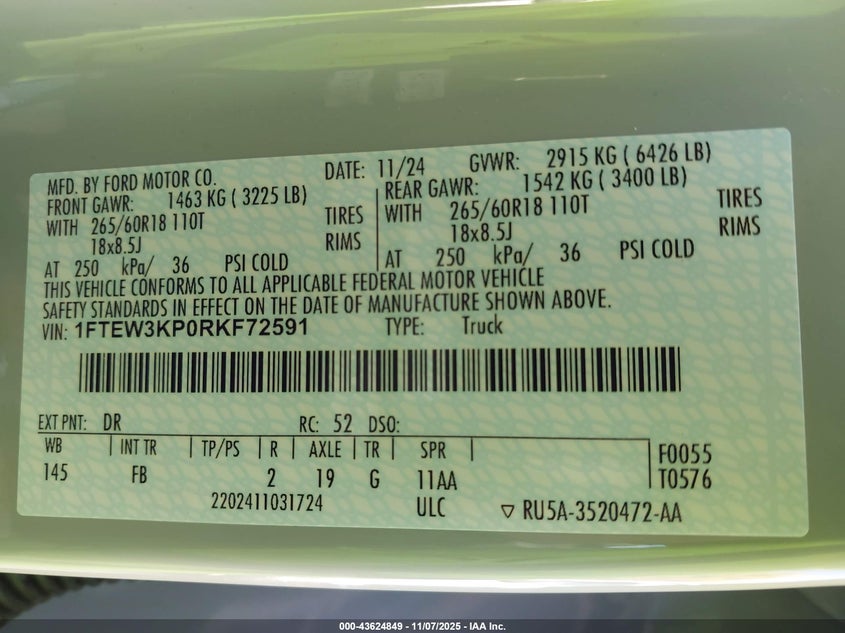 MFD. BY FORD MOTOR CO. DATE: 11/24 GVWR: 2915 KG ( 6426 LB)
FRONT GAWR: 1463 KG ( 3225 LB) REAR GAWR: 1542 KG ( 3400 LB)
WITH 265/60R18 110T TIRES WITH 265/60R18 110T TIRES
18x8.5J RIMS 18x8.5J RIMS
AT 250 kPa/ 36 PSI COLD AT 250 kPa/ 36 PSI COLD
THIS VEHICLE CONFORMS TO ALL APPLICABLE FEDERAL MOTOR VEHICLE
SAFETY STANDARDS IN EFFECT ON THE DATE OF MANUFACTURE SHOWN ABOVE.
VIN: 1FTEW3KP0RKF72591 TYPE: Truck
EXT PNT: DR RC: 52 DSO:
WB INT TR TP/PS R AXLE TR SPR F0055
145 FB 2 19 G 11AA T0576
2202411031724 ULC ▽ RU5A-3520472-AA
000-43624849 - 11/07/2025 - IAA Inc.